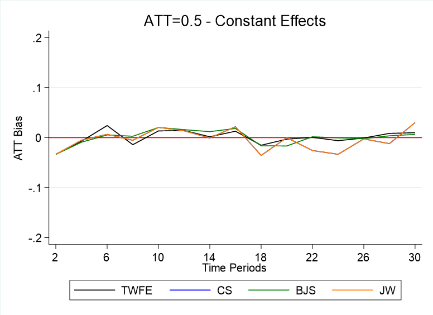 ATT=0.5 - Constant Effects
.2
.1
0
-.1
-.2
ATT Bias
2 6 10 14 18 22 26 30
Time Periods
TWFE CS BJS JW